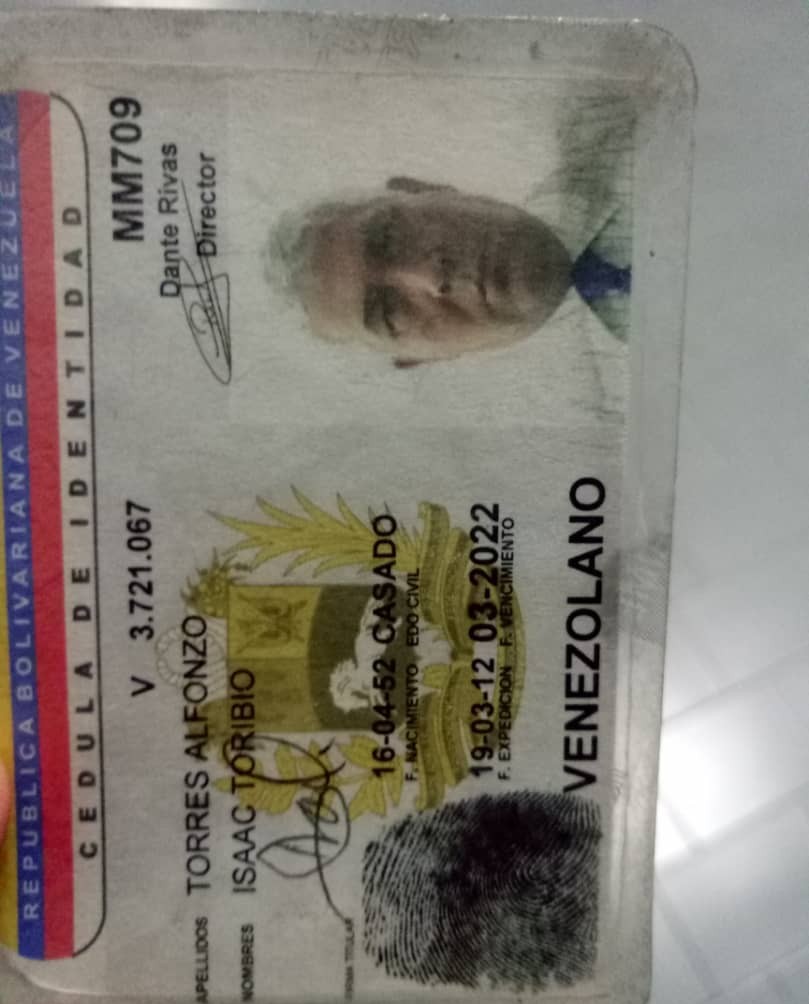 REPUBLICA BOLIVARIANA DE VENEZUELA
CEDULA DE IDENTIDAD
V 3.721.067
MM709
Dante Rivas
Director
APELLIDOS TORRES ALFONZO
NOMBRES ISAAC TORIBIO
FIRMA TITULAR
16-04-52 CASADO
F. NACIMIENTO EDO CIVIL
19-03-12 03-2022
F. EXPEDICION F. VENCIMIENTO
VENEZOLANO